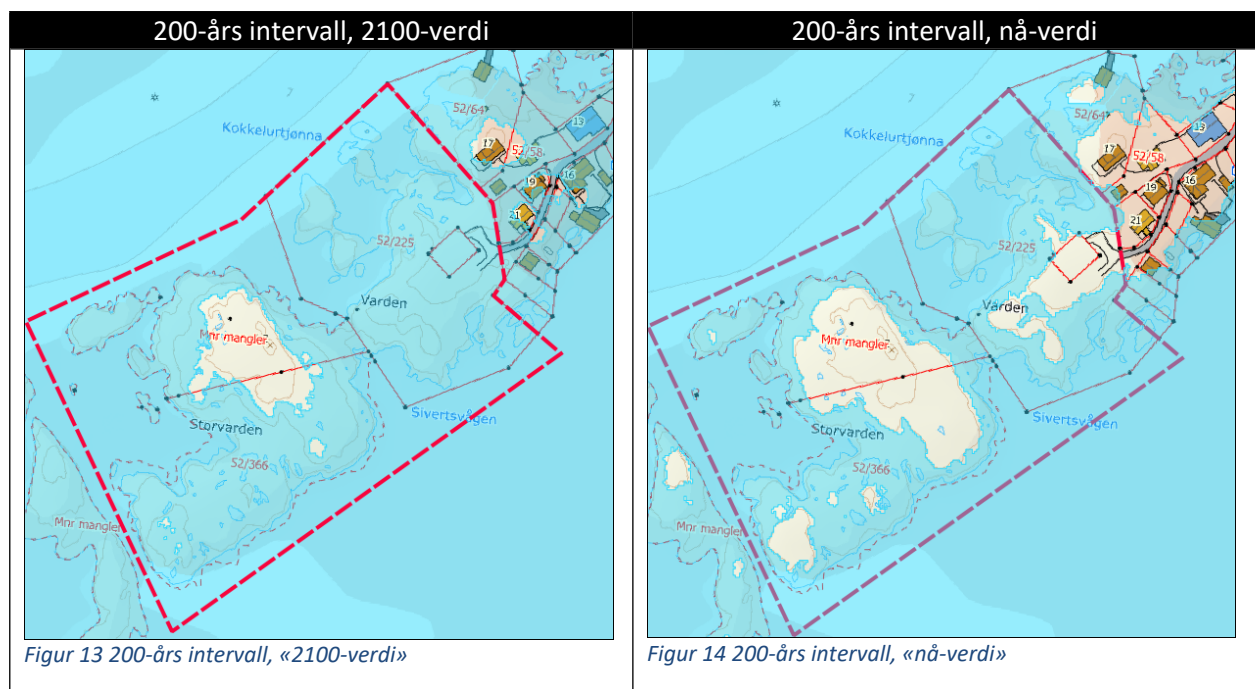 200-års intervall, 2100-verdi
7
Kokkelurtjønna
52/64
13
17
52/58
19
16
21
52/225
Varden
Mnr mangler
Storvarden
Sivertsvågen
52/366
Mnr mangler
Figur 13 200-års intervall, «2100-verdi»
200-års intervall, nå-verdi
7
Kokkelurtjønna
52/64
13
17
52/58
19
16
21
52/225
Varden
Mnr mangler
Storvarden
Sivertsvågen
52/366
Mnr mangler
Figur 14 200-års intervall, «nå-verdi»